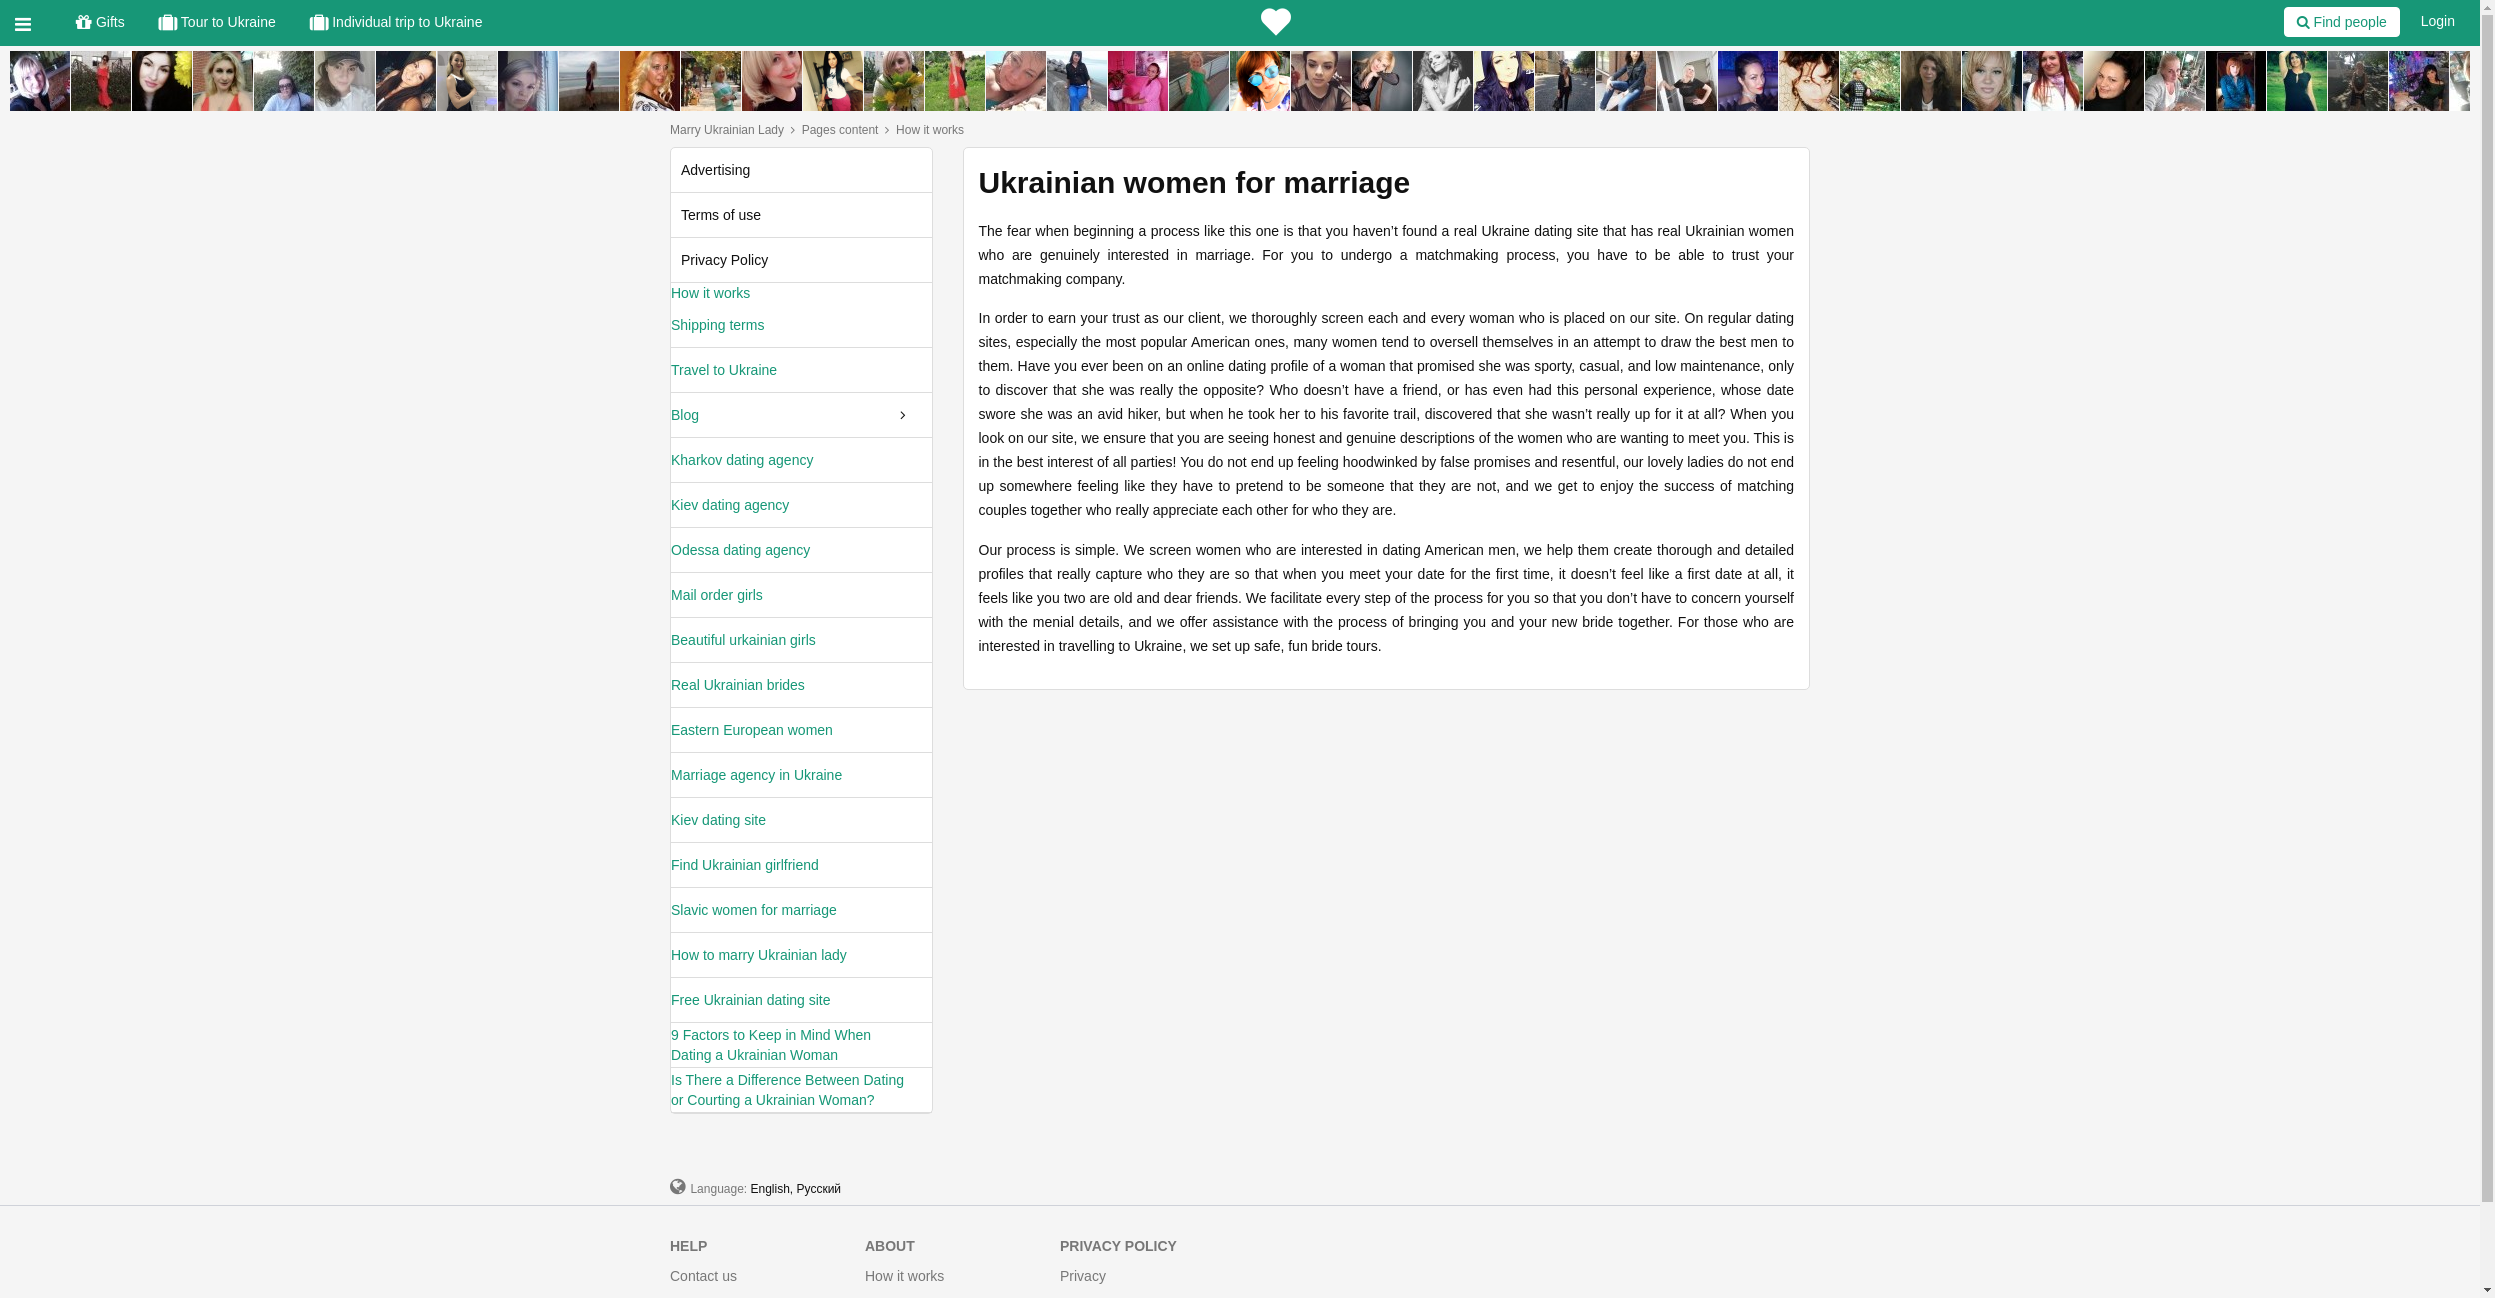 Gifts
Tour to Ukraine
Individual trip to Ukraine
Find people
Login
Marry Ukrainian Lady > Pages content > How it works
Advertising
Terms of use
Privacy Policy
How it works
Shipping terms
Travel to Ukraine
Blog
Kharkov dating agency
Kiev dating agency
Odessa dating agency
Mail order girls
Beautiful urkainian girls
Real Ukrainian brides
Eastern European women
Marriage agency in Ukraine
Kiev dating site
Find Ukrainian girlfriend
Slavic women for marriage
How to marry Ukrainian lady
Free Ukrainian dating site
9 Factors to Keep in Mind When
Dating a Ukrainian Woman
Is There a Difference Between Dating
or Courting a Ukrainian Woman?
Ukrainian women for marriage
The fear when beginning a process like this one is that you haven’t found a real Ukraine dating site that has real Ukrainian women
who are genuinely interested in marriage. For you to undergo a matchmaking process, you have to be able to trust your
matchmaking company.
In order to earn your trust as our client, we thoroughly screen each and every woman who is placed on our site. On regular dating
sites, especially the most popular American ones, many women tend to oversell themselves in an attempt to draw the best men to
them. Have you ever been on an online dating profile of a woman that promised she was sporty, casual, and low maintenance, only
to discover that she was really the opposite? Who doesn’t have a friend, or has even had this personal experience, whose date
swore she was an avid hiker, but when he took her to his favorite trail, discovered that she wasn’t really up for it at all? When you
look on our site, we ensure that you are seeing honest and genuine descriptions of the women who are wanting to meet you. This is
in the best interest of all parties! You do not end up feeling hoodwinked by false promises and resentful, our lovely ladies do not end
up somewhere feeling like they have to pretend to be someone that they are not, and we get to enjoy the success of matching
couples together who really appreciate each other for who they are.
Our process is simple. We screen women who are interested in dating American men, we help them create thorough and detailed
profiles that really capture who they are so that when you meet your date for the first time, it doesn’t feel like a first date at all, it
feels like you two are old and dear friends. We facilitate every step of the process for you so that you don’t have to concern yourself
with the menial details, and we offer assistance with the process of bringing you and your new bride together. For those who are
interested in travelling to Ukraine, we set up safe, fun bride tours.
Language: English, Русский
HELP
Contact us
ABOUT
How it works
PRIVACY POLICY
Privacy